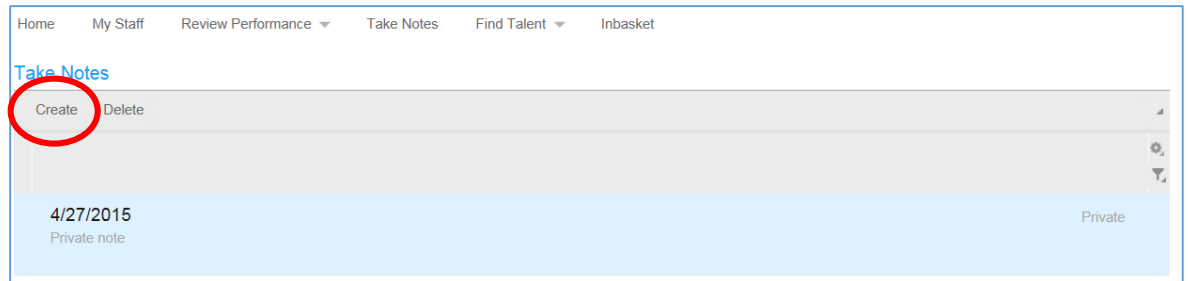 Home My Staff Review Performance Take Notes Find Talent Inbasket
Take Notes
Create Delete
4/27/2015 Private
Private note